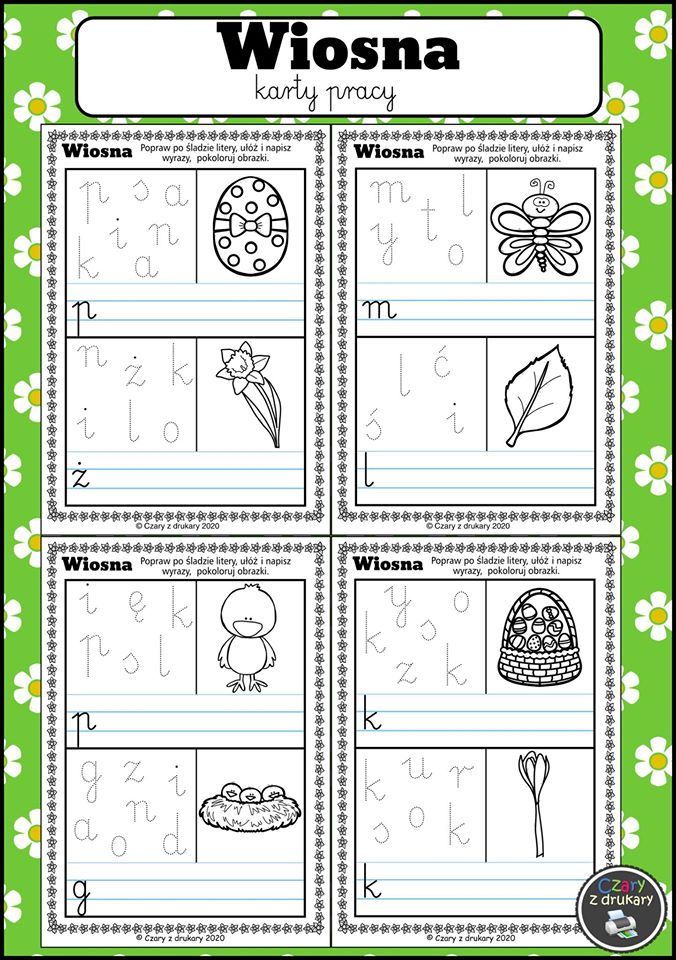 Wiosna
karty pracy
Wiosna Popraw po śladzie litery, ułóż i napisz
wyrazy, pokoloruj obrazki.
p s a
i n
k a
p
n ż k
i l o
ż
© Czary z drukary 2020
Wiosna Popraw po śladzie litery, ułóż i napisz
wyrazy, pokoloruj obrazki.
m t l
y o
m
l ć
ś i
l
© Czary z drukary 2020
Wiosna Popraw po śladzie litery, ułóż i napisz
wyrazy, pokoloruj obrazki.
i ę k
p s l
p
g z i
n
a o d
g
© Czary z drukary 2020
Wiosna Popraw po śladzie litery, ułóż i napisz
wyrazy, pokoloruj obrazki.
y o
k s
z k
k
k u r
s o k
k
© Czary z drukary 2020
Czary
z drukary